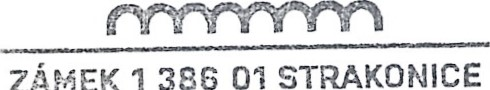 ZÁMEK 1 386 01 STRAKONICE